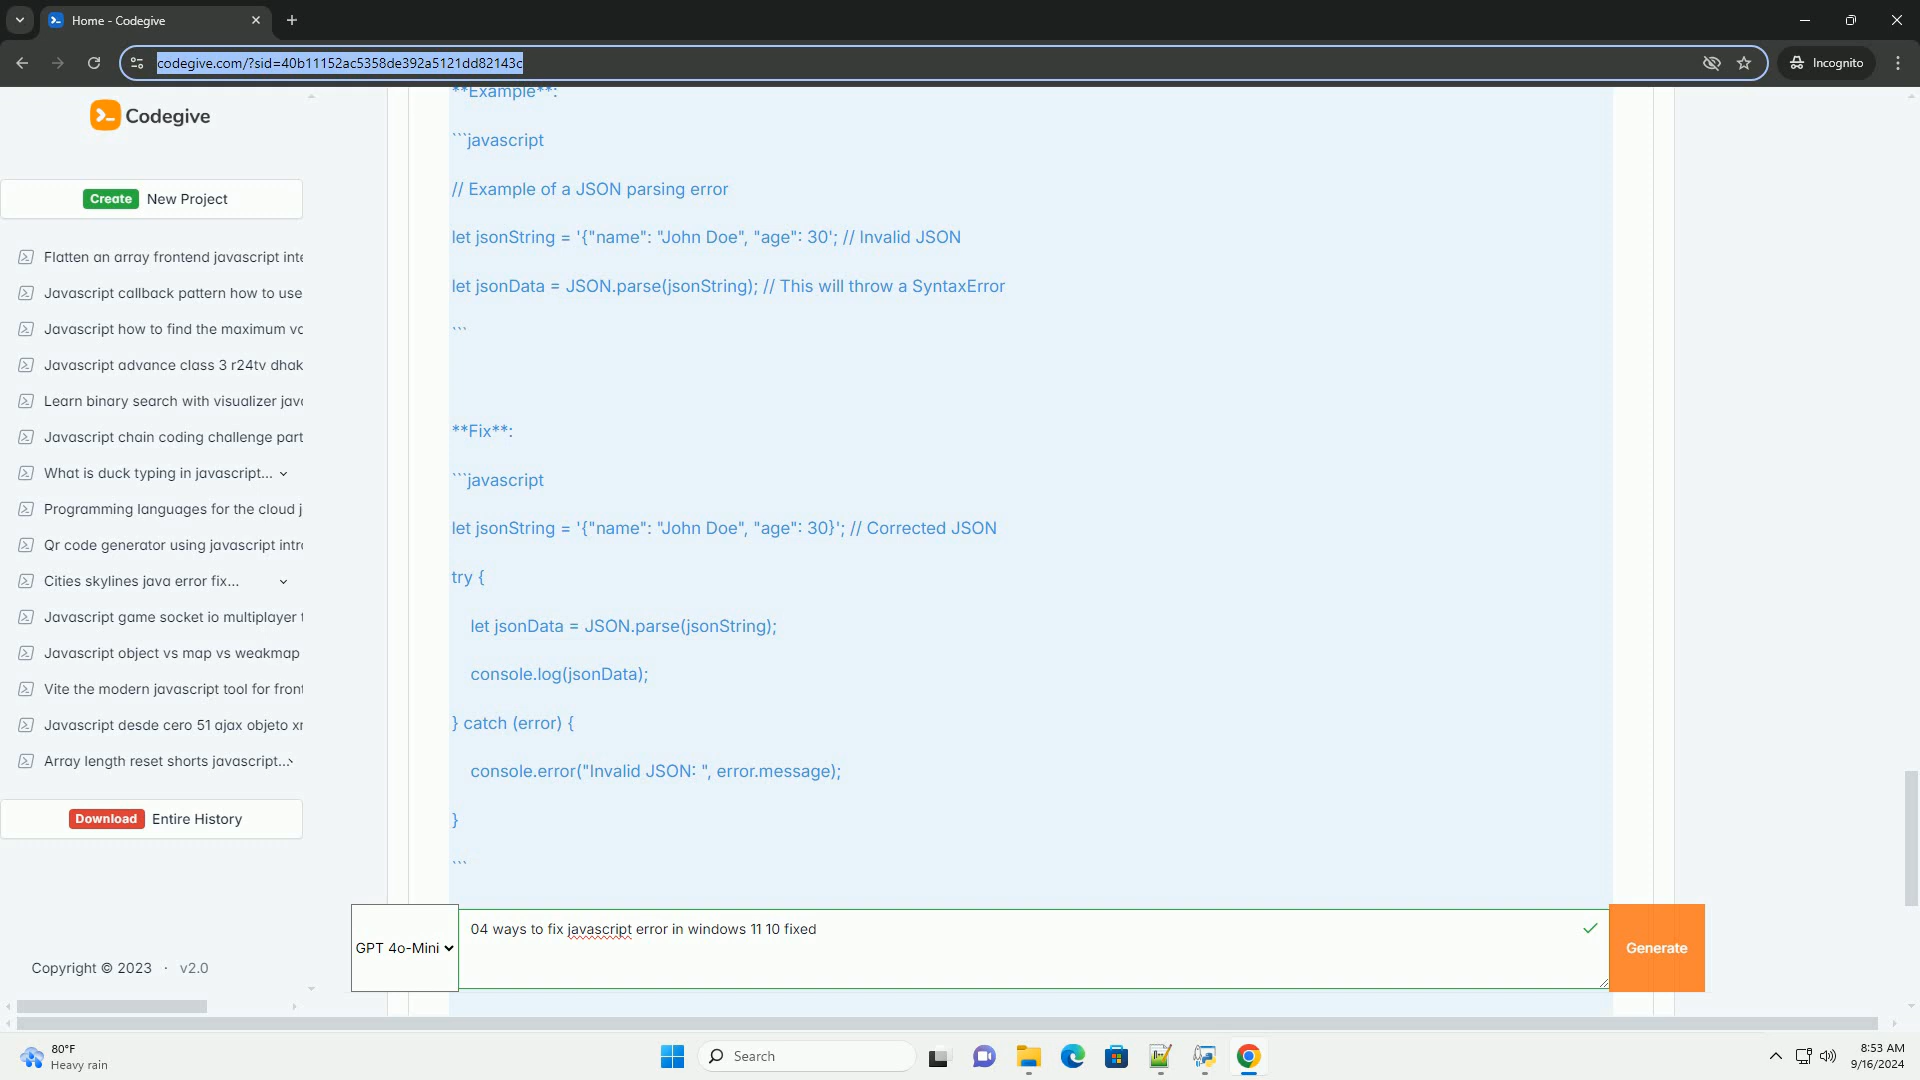 Home - Codegive
codegive.com/?sid=40b11152ac5358de392a5121dd82143c
Incognito
Codegive
Create New Project
Flatten an array frontend javascript inte
Javascript callback pattern how to use
Javascript how to find the maximum va
Javascript advance class 3 r24tv dhak
Learn binary search with visualizer java
Javascript chain coding challenge part
What is duck typing in javascript...
Programming languages for the cloud j
Qr code generator using javascript intro
Cities skylines java error fix...
Javascript game socket io multiplayer t
Javascript object vs map vs weakmap
Vite the modern javascript tool for front
Javascript desde cero 51 ajax objeto xm
Array length reset shorts javascript...
Download Entire History
Copyright © 2023 · v2.0
**Example**:
```javascript
// Example of a JSON parsing error
let jsonString = '{"name": "John Doe", "age": 30'; // Invalid JSON
let jsonData = JSON.parse(jsonString); // This will throw a SyntaxError
```
**Fix**:
```javascript
let jsonString = '{"name": "John Doe", "age": 30}'; // Corrected JSON
try {
let jsonData = JSON.parse(jsonString);
console.log(jsonData);
} catch (error) {
console.error("Invalid JSON: ", error.message);
}
```
GPT 4o-Mini
04 ways to fix javascript error in windows 11 10 fixed
Generate
80°F
Heavy rain
Search
8:53 AM
9/16/2024